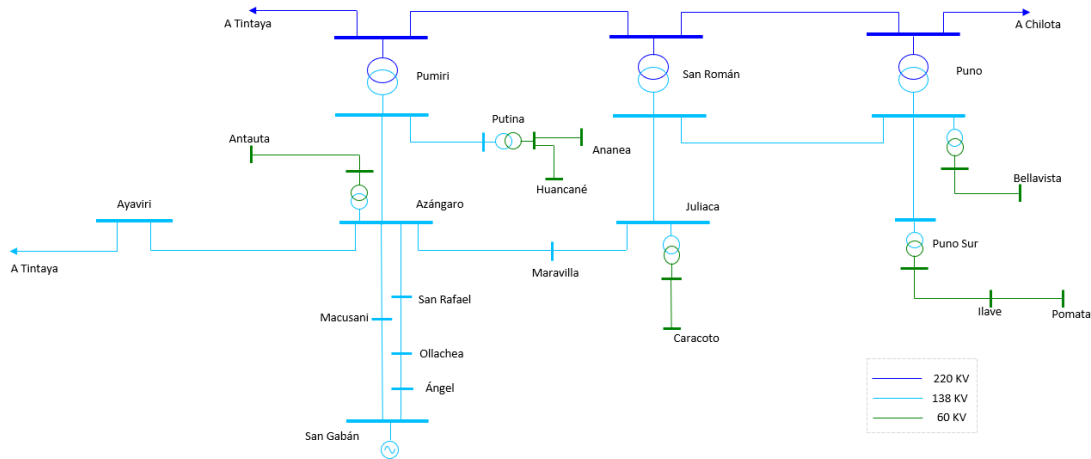 A Tintaya
A Chilota
Pumiri
San Román
Puno
Putina
Antauta
Ananea
Huancané
Bellavista
Ayaviri
Azángaro
Juliaca
Puno Sur
A Tintaya
Maravilla
San Rafael
Macusani
Ilave
Pomata
Caracoto
Ollachea
220 KV
Ángel
138 KV
60 KV
San Gabán